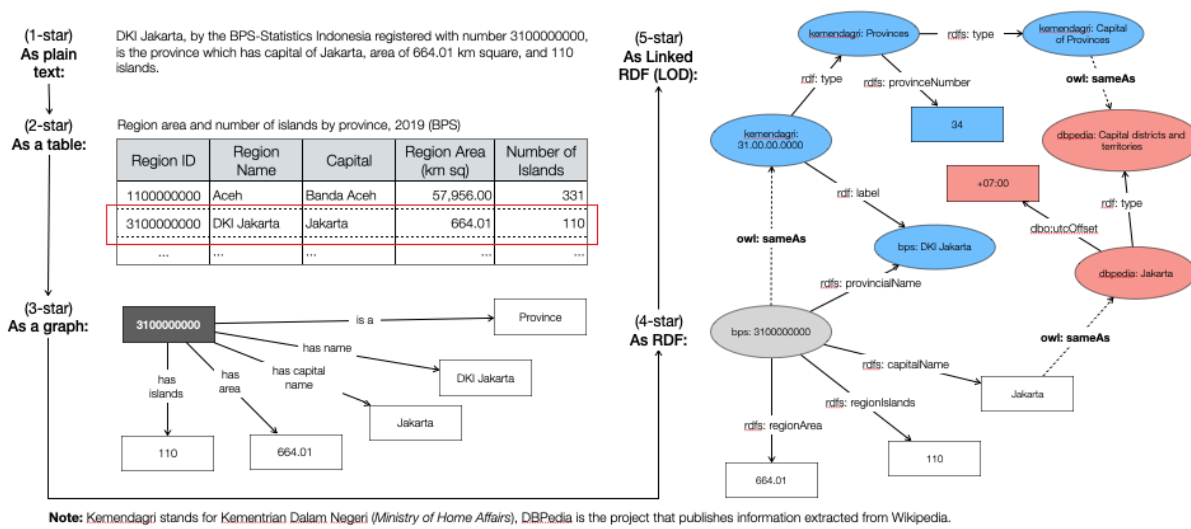 (1-star)
As plain
text:
DKI Jakarta, by the BPS-Statistics Indonesia registered with number 3100000000,
is the province which has capital of Jakarta, area of 664.01 km square, and 110
islands.
(2-star)
As a table:
Region area and number of islands by province, 2019 (BPS)
Region ID
Region
Name
Capital
Region Area
(km sq)
Number of
Islands
1100000000 Aceh Banda Aceh 57,956.00 331
3100000000 DKI Jakarta Jakarta 664.01 110
... ... ... ... ...
(3-star)
As a graph:
3100000000
is a
Province
has name
DKI Jakarta
has capital
name
Jakarta
has
area
664.01
has
islands
110
(5-star)
As Linked
RDF (LOD):
kemendagri: Provinces
rdfs: type
kemendagri: Capital
of Provinces
rdf: type
rdfs: provinceNumber
owl: sameAs
34
kemendagri:
31.00.00.0000
dbpedia: Capital districts and
territories
+07:00
rdf: label
rdf: type
dbo:utcOffset
owl: sameAs
bps: DKI Jakarta
dbpedia: Jakarta
rdfs: provincialName
(4-star)
As RDF:
bps: 3100000000
owl: sameAs
rdfs: capitalName
Jakarta
rdfs: regionIslands
rdfs: regionArea
110
664.01
Note: Kemendagri stands for Kementrian Dalam Negeri (Ministry of Home Affairs), DBPedia is the project that publishes information extracted from Wikipedia.